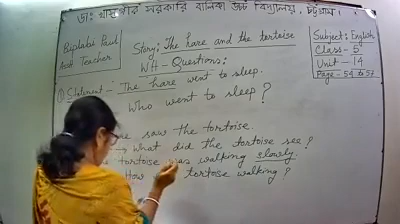 ডাঃ খাস্তগীর সরকারি বালিকা উচ্চ বিদ্যালয়, চট্টগ্রাম।
Biplabi Paul
Asst Teacher
Story: The hare and the tortoise
WH-Questions:
Subject: English
Class- 5
Unit- 14
Page- 54 to 57
① Statement- The hare went to sleep.
Who went to sleep?
saw the tortoise.
What did the tortoise see?
tortoise was walking slowly.
How tortoise walking?